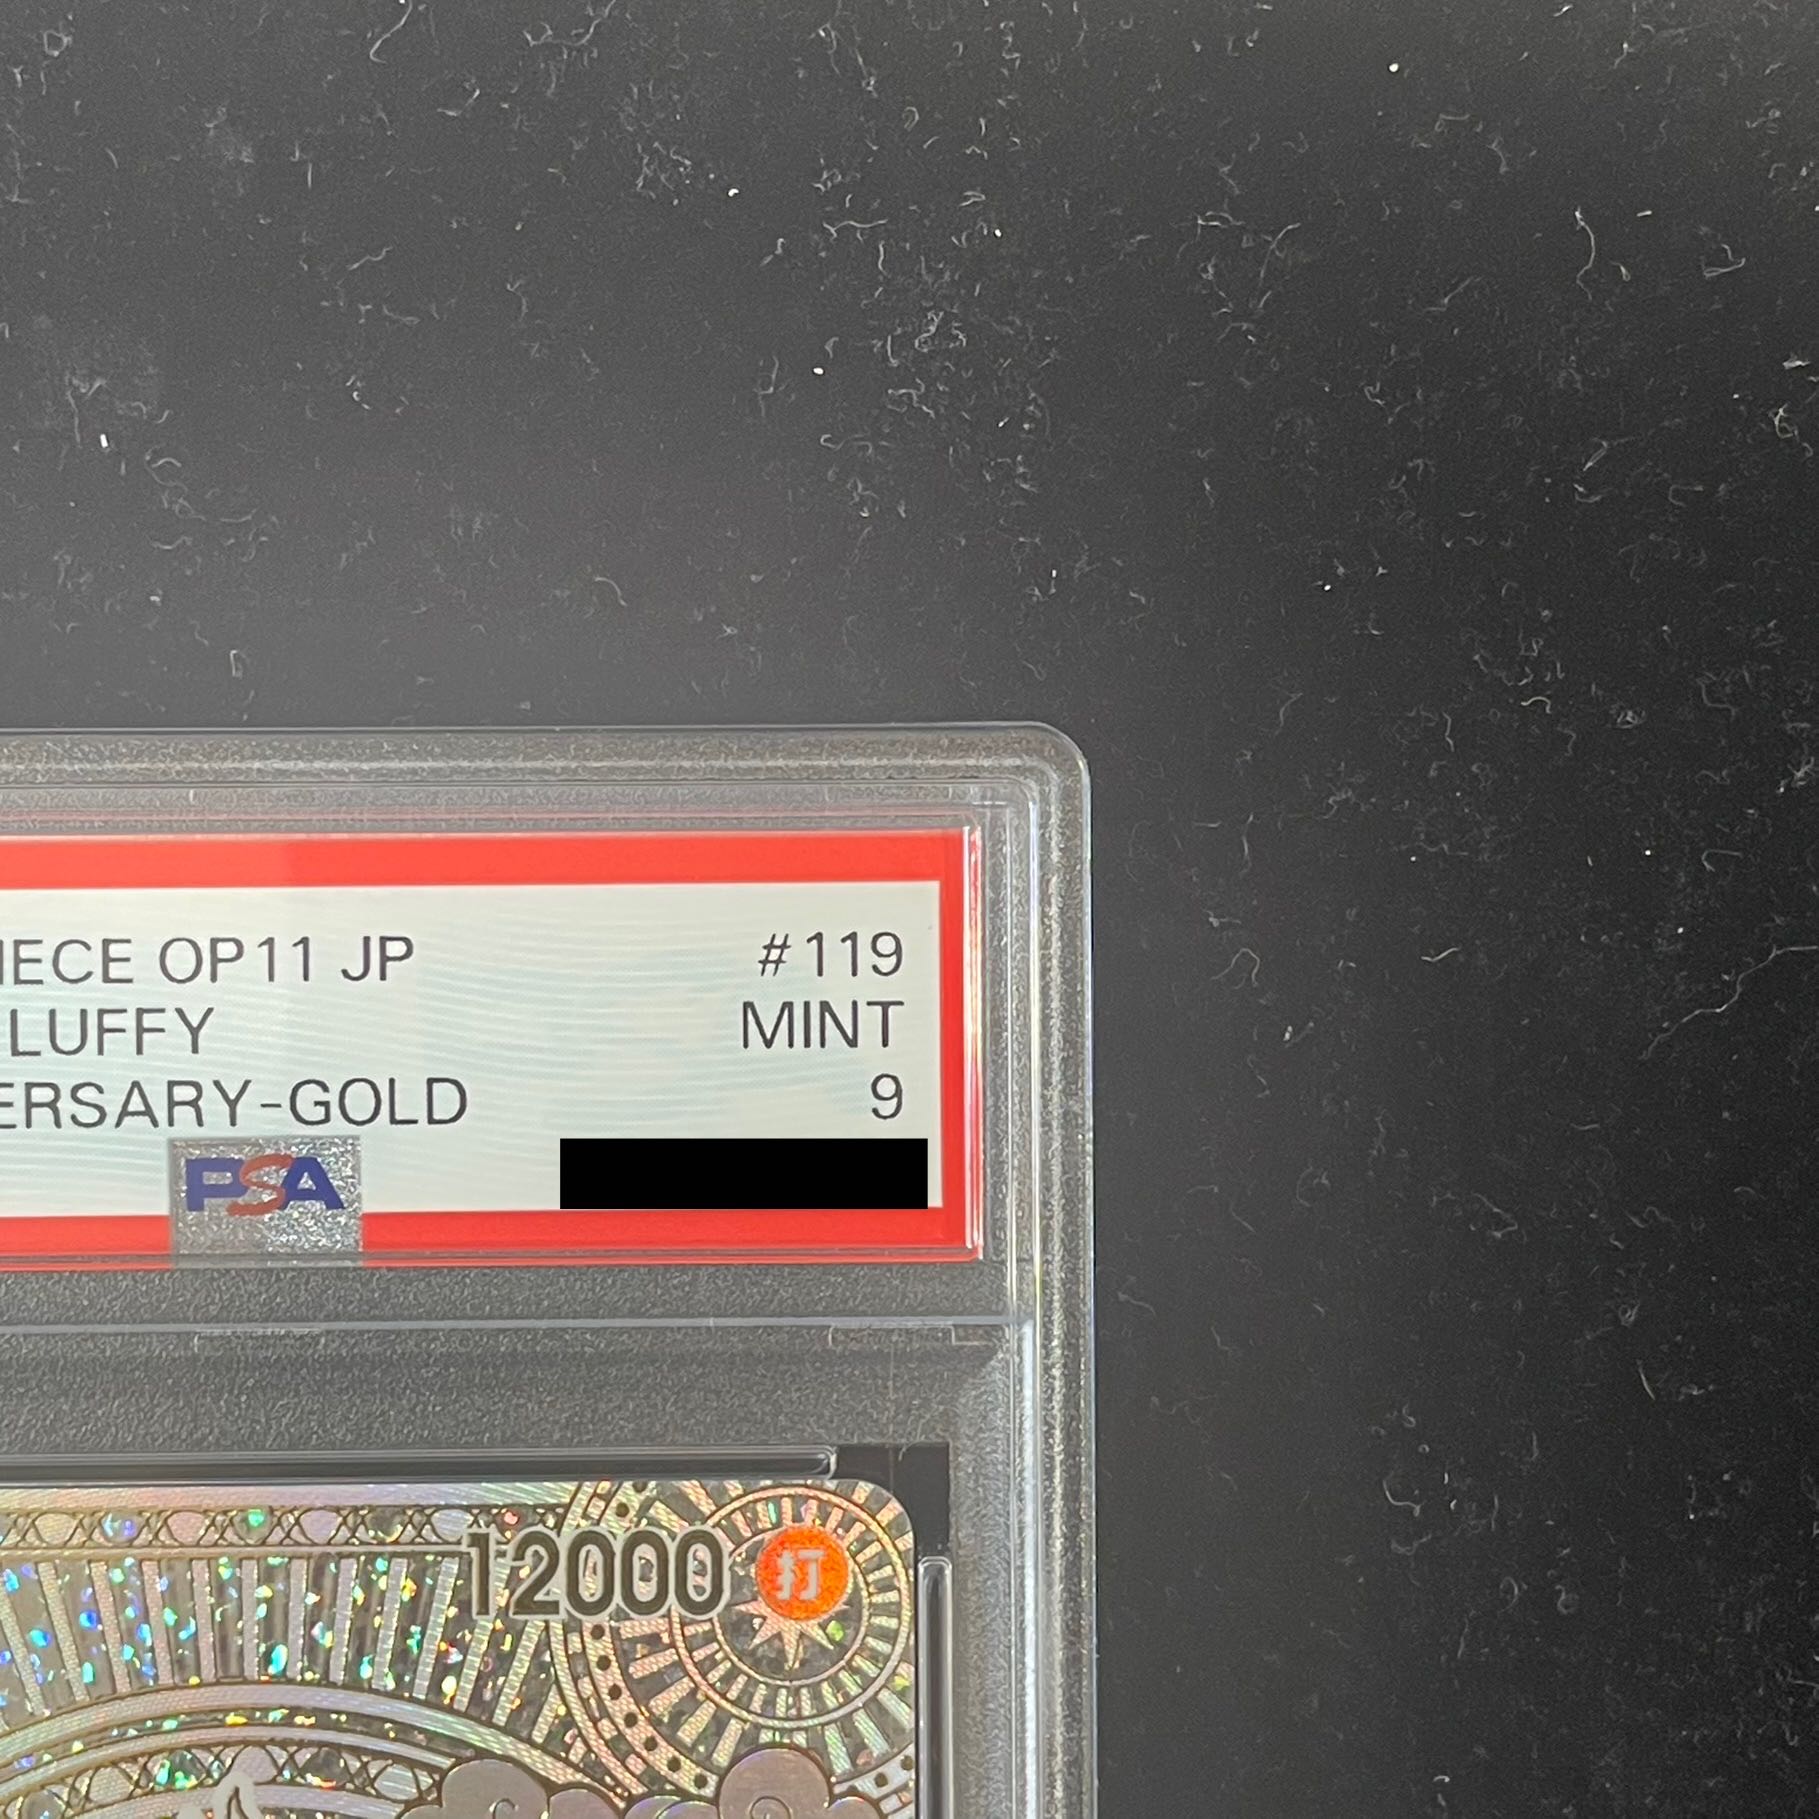 IECE OP11 JP #119
LUFFY MINT
ERSARY-GOLD 9
PSA
12000 打